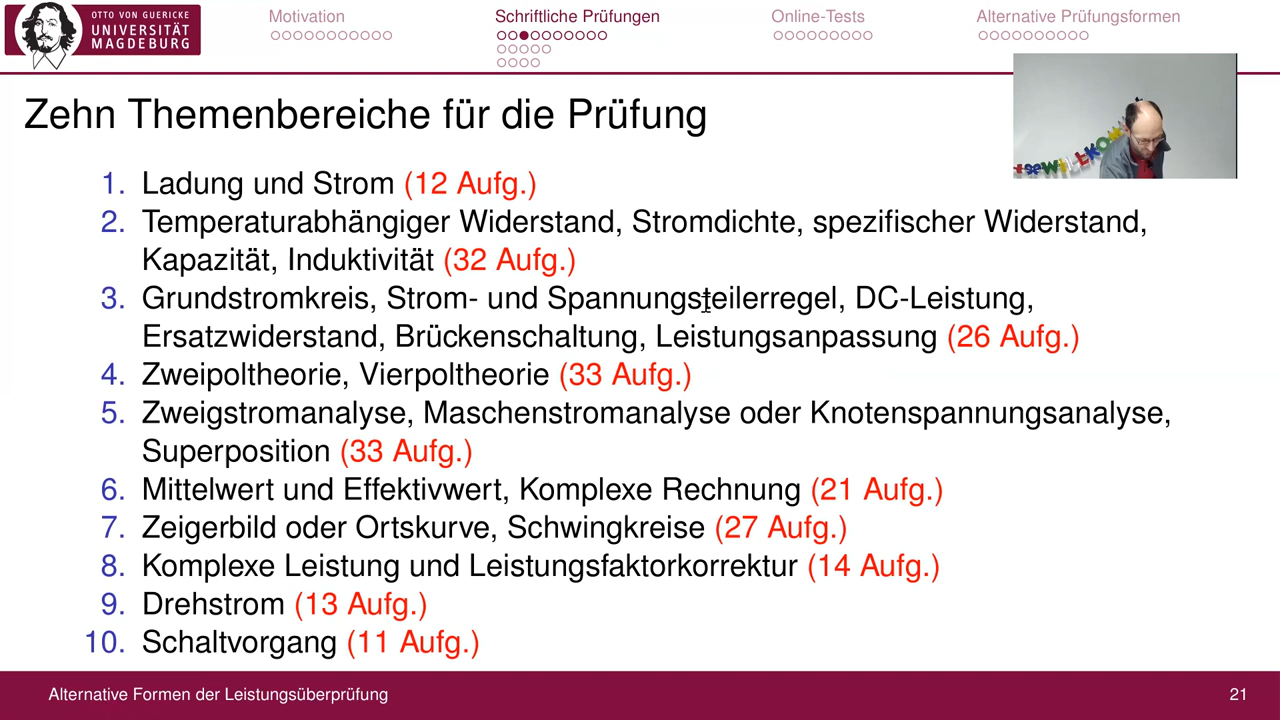 OTTO VON GUERICKE
UNIVERSITÄT
MAGDEBURG
Motivation
Schriftliche Prüfungen
Online-Tests
Alternative Prüfungsformen
Zehn Themenbereiche für die Prüfung
1. Ladung und Strom (12 Aufg.)
2. Temperaturabhängiger Widerstand, Stromdichte, spezifischer Widerstand,
Kapazität, Induktivität (32 Aufg.)
3. Grundstromkreis, Strom- und Spannungsteilerregel, DC-Leistung,
Ersatzwiderstand, Brückenschaltung, Leistungsanpassung (26 Aufg.)
4. Zweipoltheorie, Vierpoltheorie (33 Aufg.)
5. Zweigstromanalyse, Maschenstromanalyse oder Knotenspannungsanalyse,
Superposition (33 Aufg.)
6. Mittelwert und Effektivwert, Komplexe Rechnung (21 Aufg.)
7. Zeigerbild oder Ortskurve, Schwingkreise (27 Aufg.)
8. Komplexe Leistung und Leistungsfaktorkorrektur (14 Aufg.)
9. Drehstrom (13 Aufg.)
10. Schaltvorgang (11 Aufg.)
Alternative Formen der Leistungsüberprüfung
21